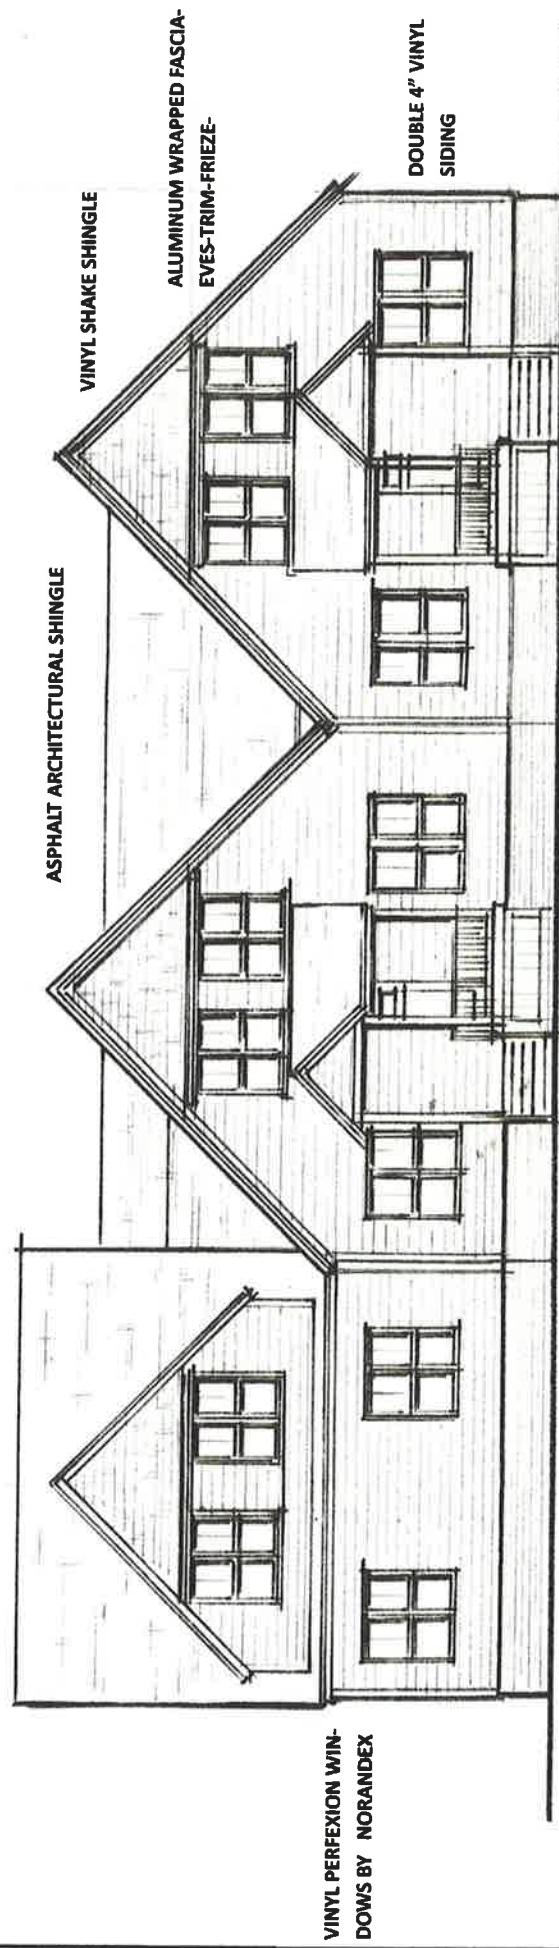 VINYL SHAKE SHINGLE
ASPHALT ARCHITECTURAL SHINGLE
ALUMINUM WRAPPED FASCIA-
EVES-TRIM-FRIEZE-
DOUBLE 4" VINYL
SIDING
VINYL PERFEXION WIN-
DOWS BY NORANDEX